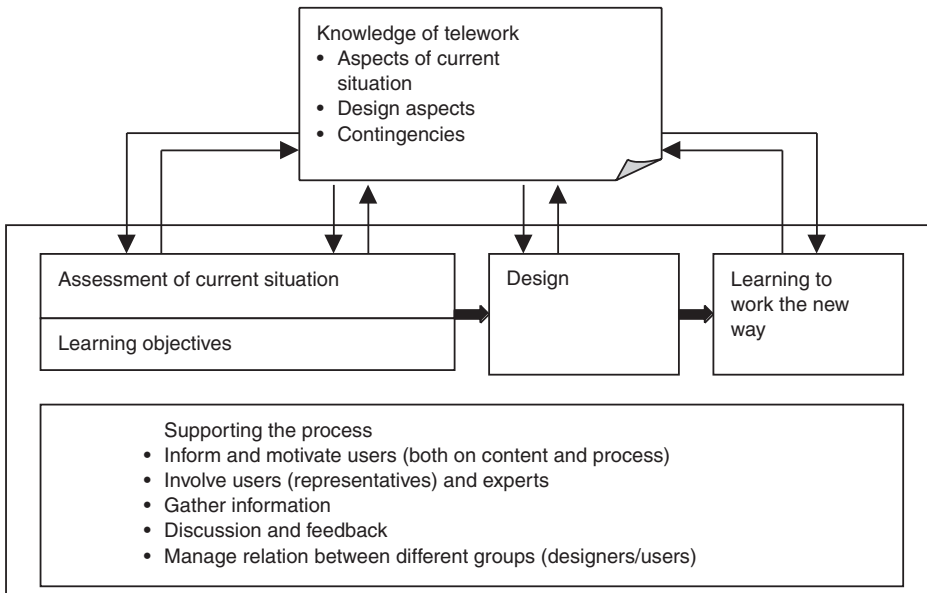 Knowledge of telework
• Aspects of current
situation
• Design aspects
• Contingencies
Assessment of current situation
Learning objectives
Design
Learning to
work the new
way
Supporting the process
• Inform and motivate users (both on content and process)
• Involve users (representatives) and experts
• Gather information
• Discussion and feedback
• Manage relation between different groups (designers/users)